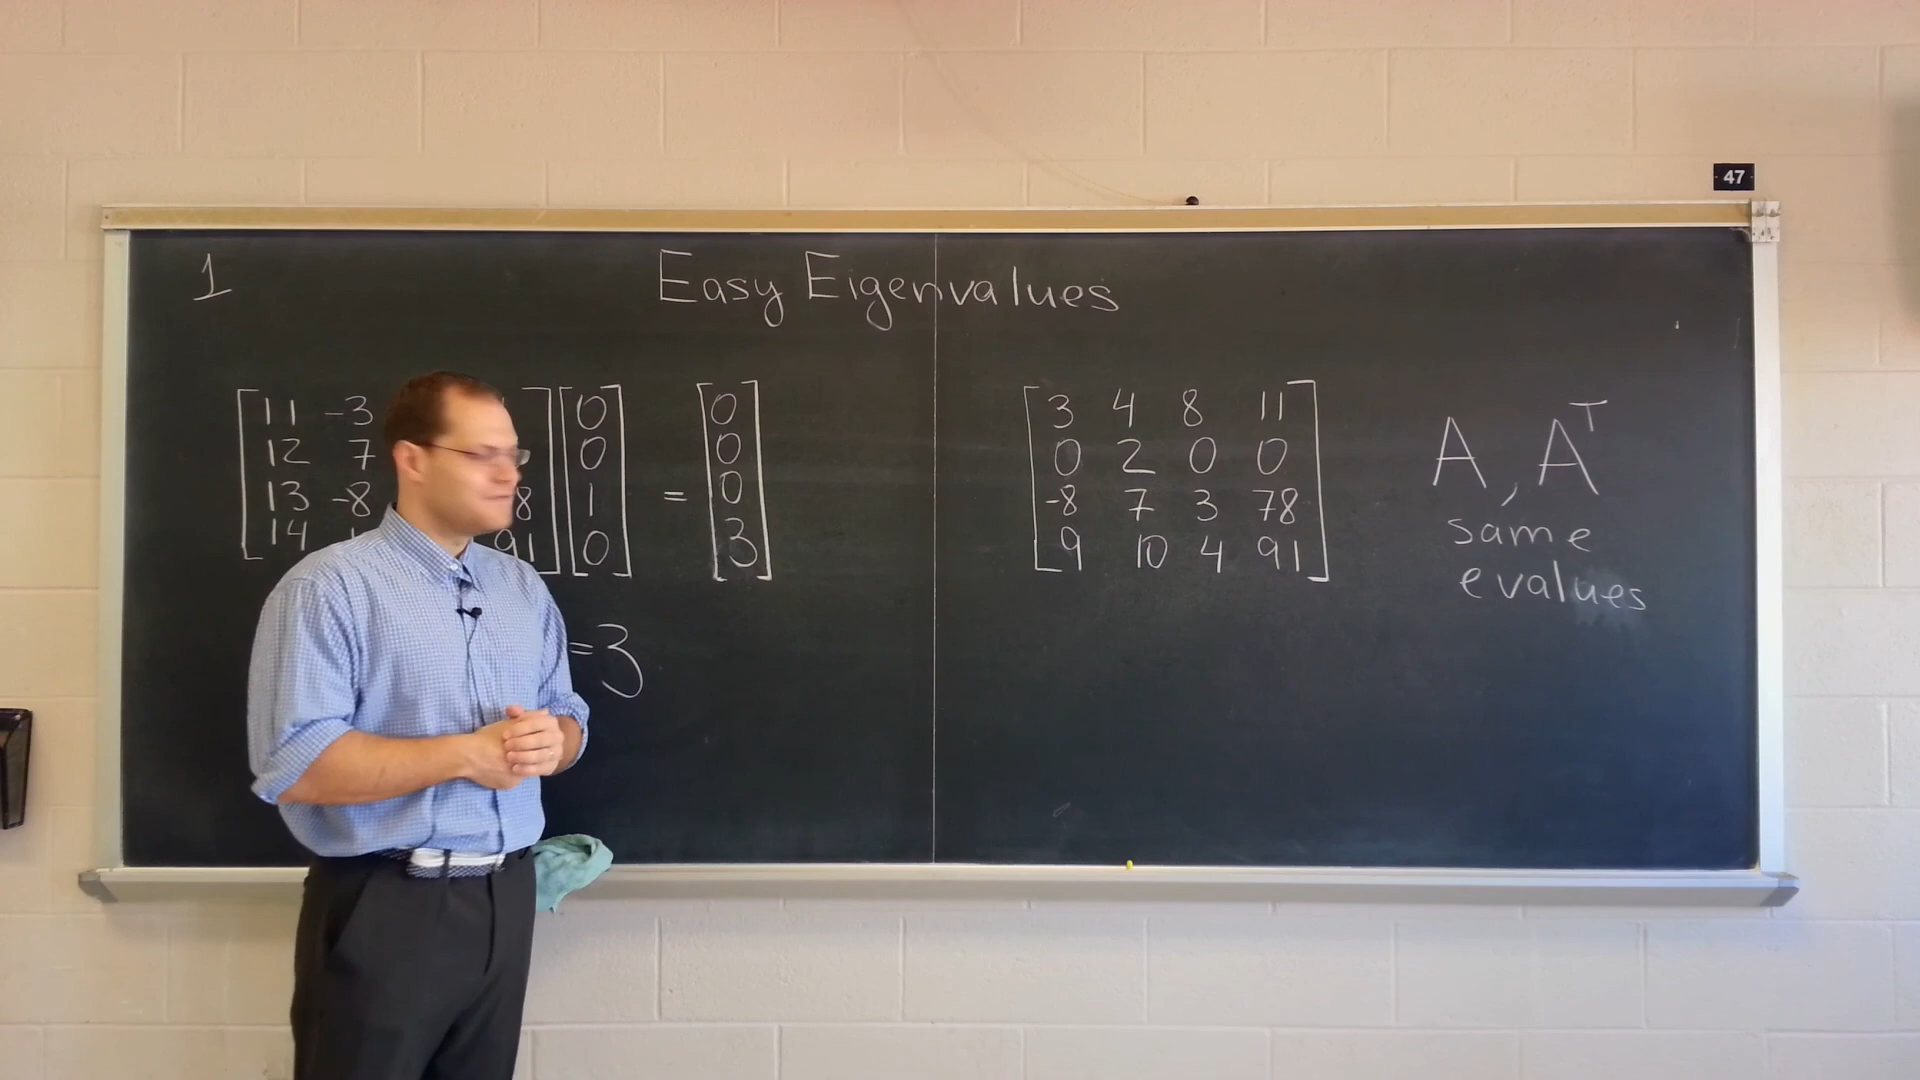 47
1
Easy Eigenvalues
11 -3 0 0
12 7 0 0
13 -8 8 1 = 0
14 91 0 3
=3
3 4 8 11
0 2 0 0
-8 7 3 78
9 10 4 91
A, Aᵀ
same
evalues